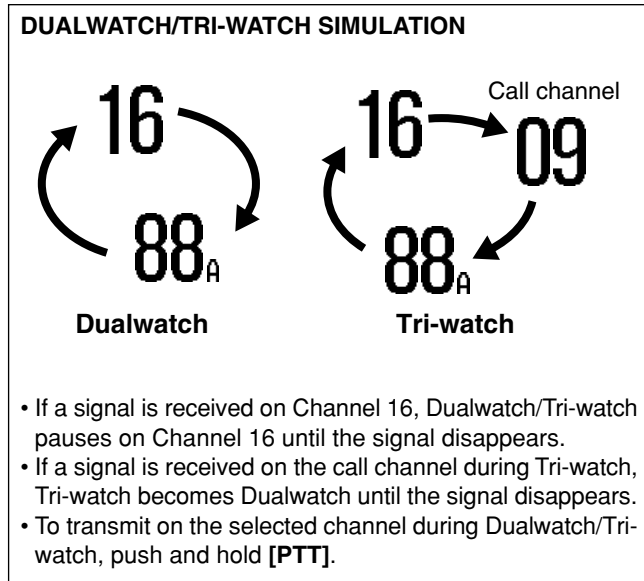 DUALWATCH/TRI-WATCH SIMULATION
16
88A
Dualwatch
16
Call channel
09
88A
Tri-watch
• If a signal is received on Channel 16, Dualwatch/Tri-watch
pauses on Channel 16 until the signal disappears.
• If a signal is received on the call channel during Tri-watch,
Tri-watch becomes Dualwatch until the signal disappears.
• To transmit on the selected channel during Dualwatch/Tri-
watch, push and hold [PTT].